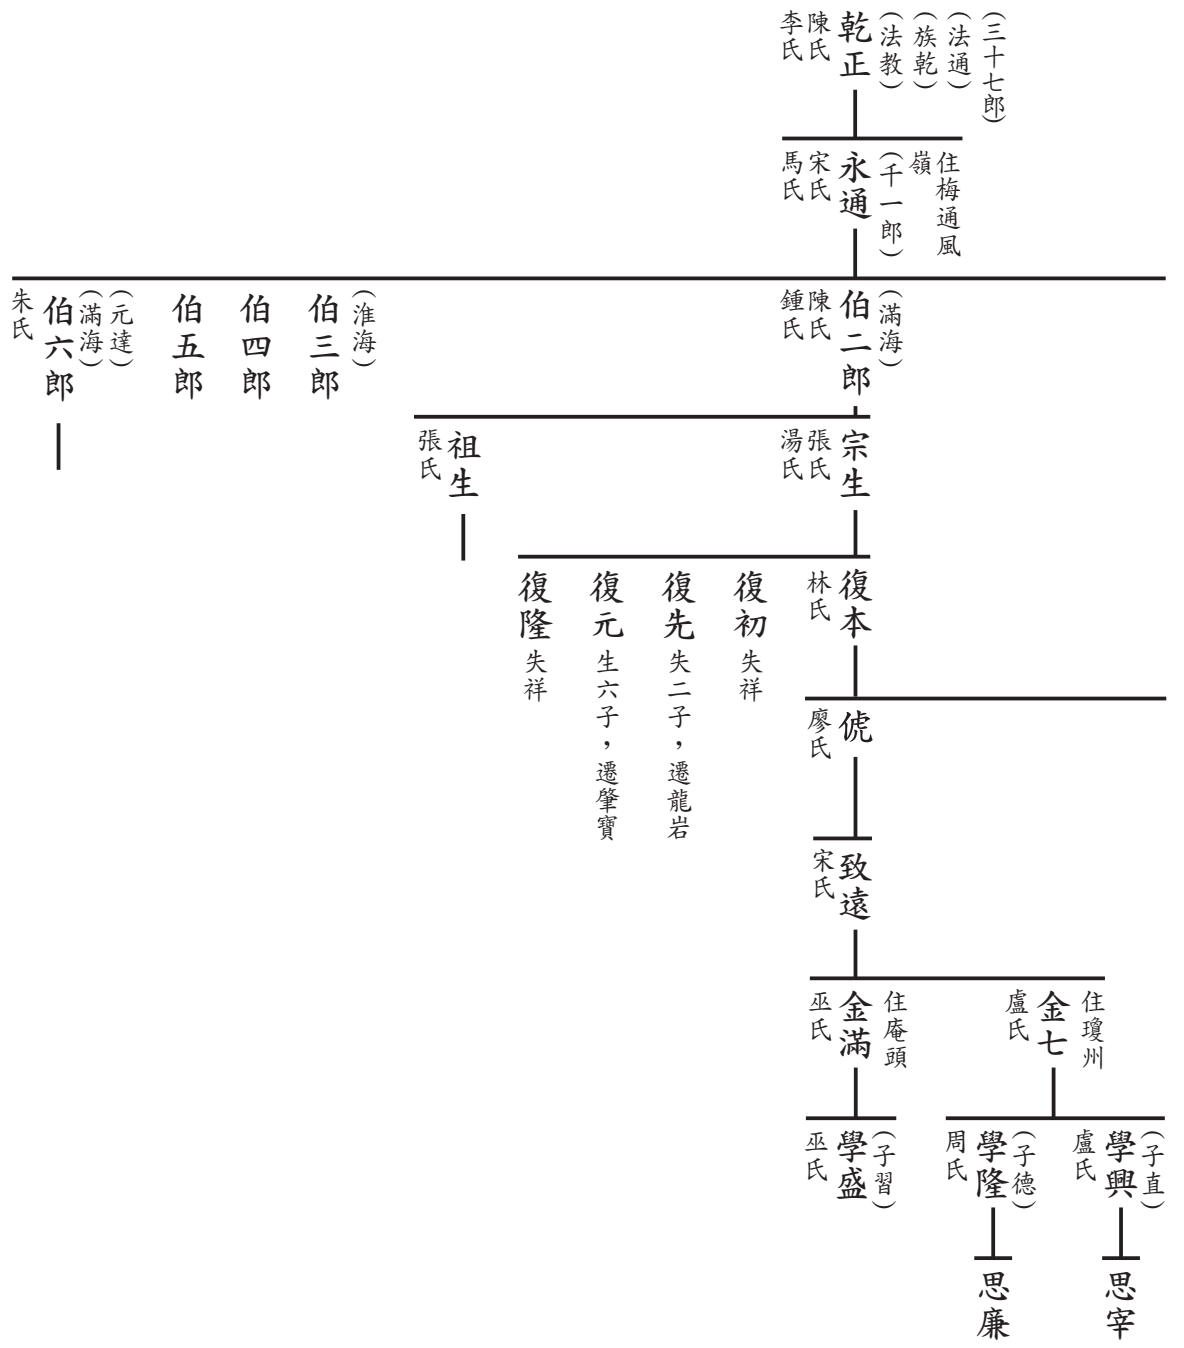 (三十七郎)
(法通)
(族乾)
(法教)
乾正
陳氏
李氏
住梅通風
嶺
(千一郎)
永通
宋氏
馬氏
(滿海)
伯二郎
陳氏
鍾氏
(淮海)
伯三郎
伯四郎
伯五郎
(元達)
(滿海)
伯六郎
朱氏
宗生
張氏
湯氏
祖生
張氏
復本
林氏
復初 失祥
復先 失二子，遷龍岩
復元 生六子，遷肇寶
復隆 失祥
俿
廖氏
致遠
宋氏
住瓊州
金七
盧氏
住庵頭
金滿
巫氏
(子直)
學興
盧氏
(子德)
學隆
周氏
(子習)
學盛
巫氏
思宰
思廉